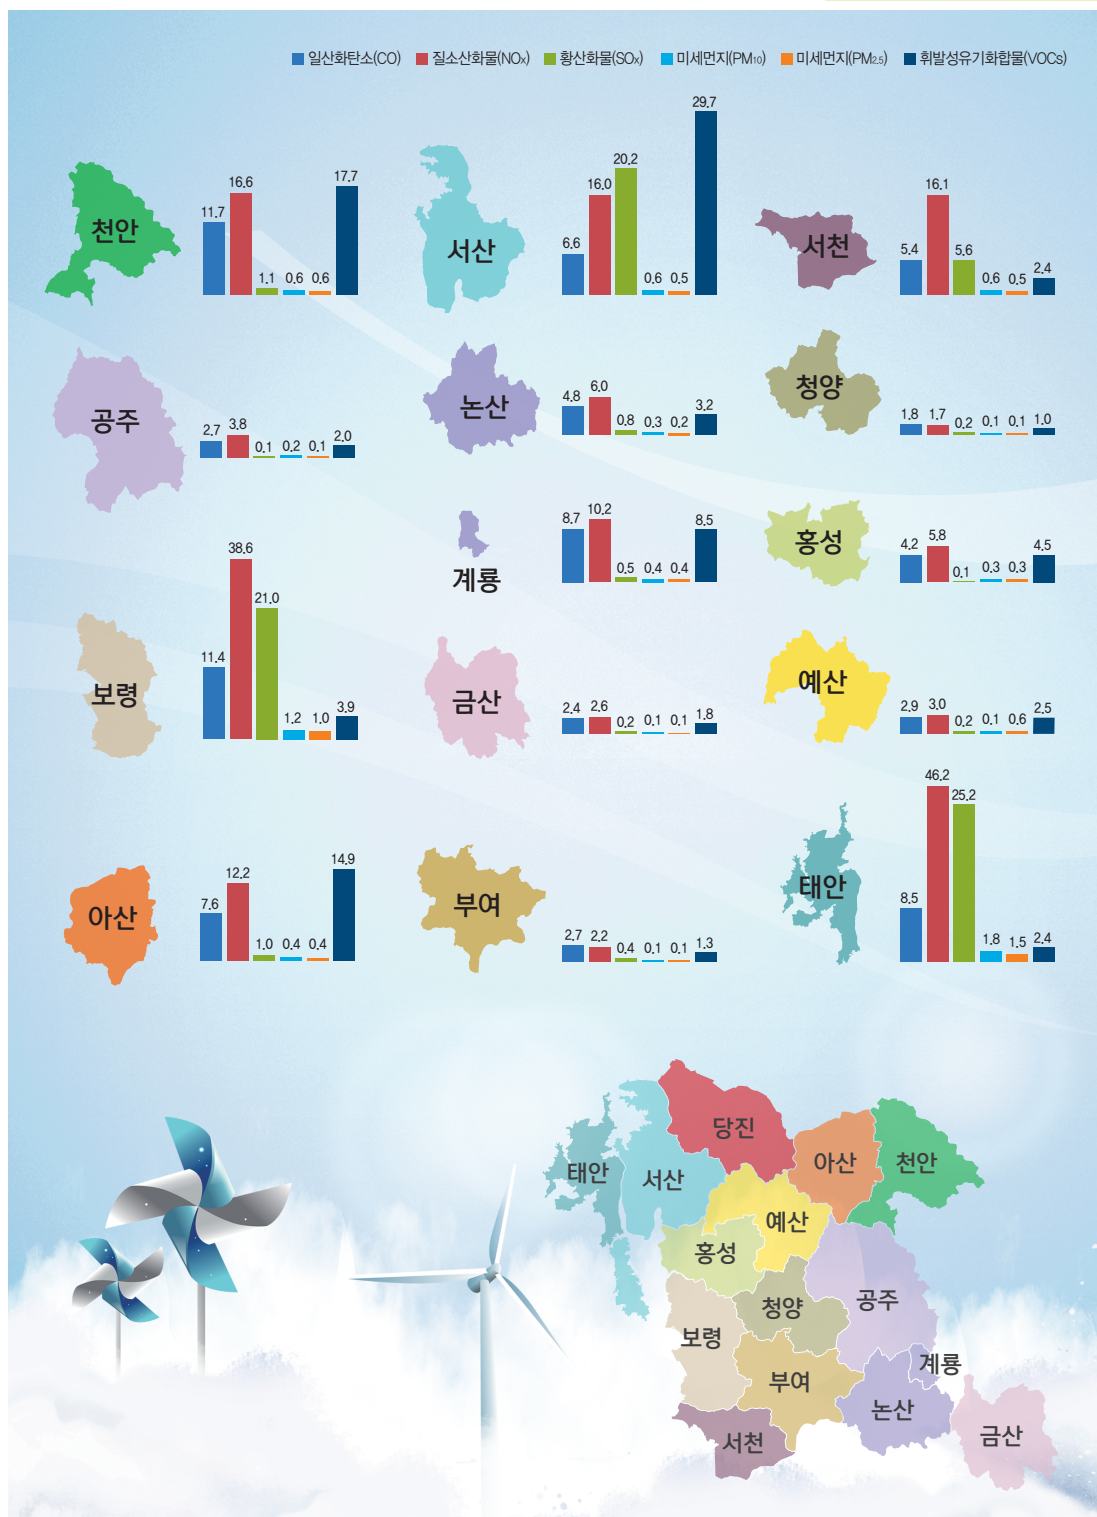 일산화탄소(CO) 질소산화물(NOx) 황산화물(SOx) 미세먼지(PM10) 미세먼지(PM2.5) 휘발성유기화합물(VOCs)
천안
11.7 16.6 1.1 0.6 0.6 17.7
서산
6.6 16.0 20.2 0.6 0.5 29.7
서천
5.4 16.1 5.6 0.6 0.5 2.4
공주
2.7 3.8 0.1 0.2 0.1 2.0
논산
4.8 6.0 0.8 0.3 0.2 3.2
청양
1.8 1.7 0.2 0.1 0.1 1.0
계룡
8.7 10.2 0.5 0.4 0.4 8.5
홍성
4.2 5.8 0.1 0.3 0.3 4.5
보령
11.4 38.6 21.0 1.2 1.0 3.9
금산
2.4 2.6 0.2 0.1 0.1 1.8
예산
2.9 3.0 0.2 0.1 0.6 2.5
아산
7.6 12.2 1.0 0.4 0.4 14.9
부여
2.7 2.2 0.4 0.1 0.1 1.3
태안
8.5 46.2 25.2 1.8 1.5 2.4
당진
태안 서산 아산 천안
예산
홍성
청양 공주
보령
계룡
부여
논산
서천 금산